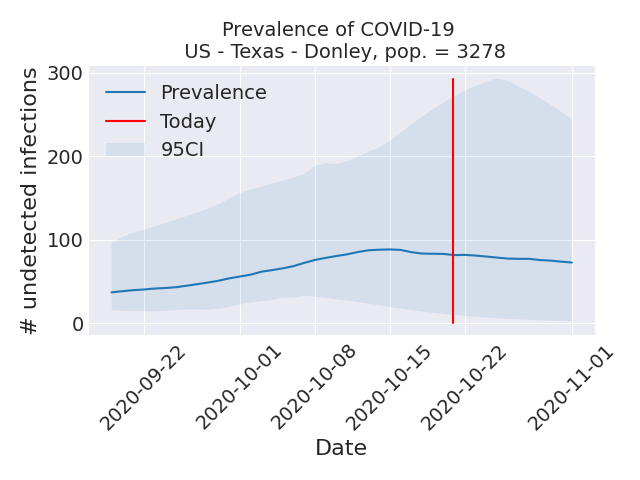 Prevalence of COVID-19
US - Texas - Donley, pop. = 3278
300
200
100
0
# undetected infections
Prevalence
Today
95CI
2020-09-22
2020-10-01
2020-10-08
2020-10-15
2020-10-22
2020-11-01
Date